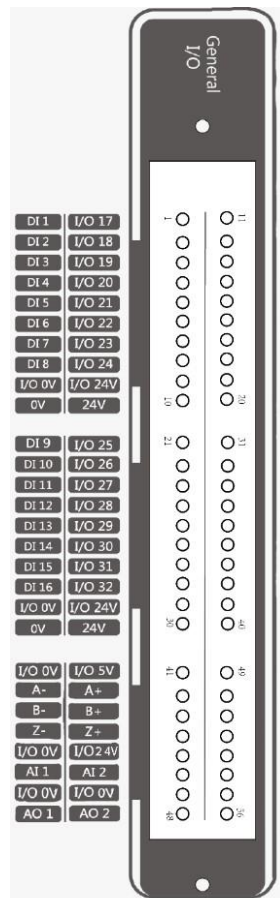 General
I/O
1 11
DI 1 I/O 17
DI 2 I/O 18
DI 3 I/O 19
DI 4 I/O 20
DI 5 I/O 21
DI 6 I/O 22
DI 7 I/O 23
DI 8 I/O 24
I/O 0V I/O 24V
0V 24V
10 20
21 31
DI 9 I/O 25
DI 10 I/O 26
DI 11 I/O 27
DI 12 I/O 28
DI 13 I/O 29
DI 14 I/O 30
DI 15 I/O 31
DI 16 I/O 32
I/O 0V I/O 24V
0V 24V
30 40
41 49
I/O 0V I/O 5V
A- A+
B- B+
Z- Z+
I/O 0V I/O24V
AI 1 AI 2
I/O 0V I/O 0V
AO 1 AO 2
48 56